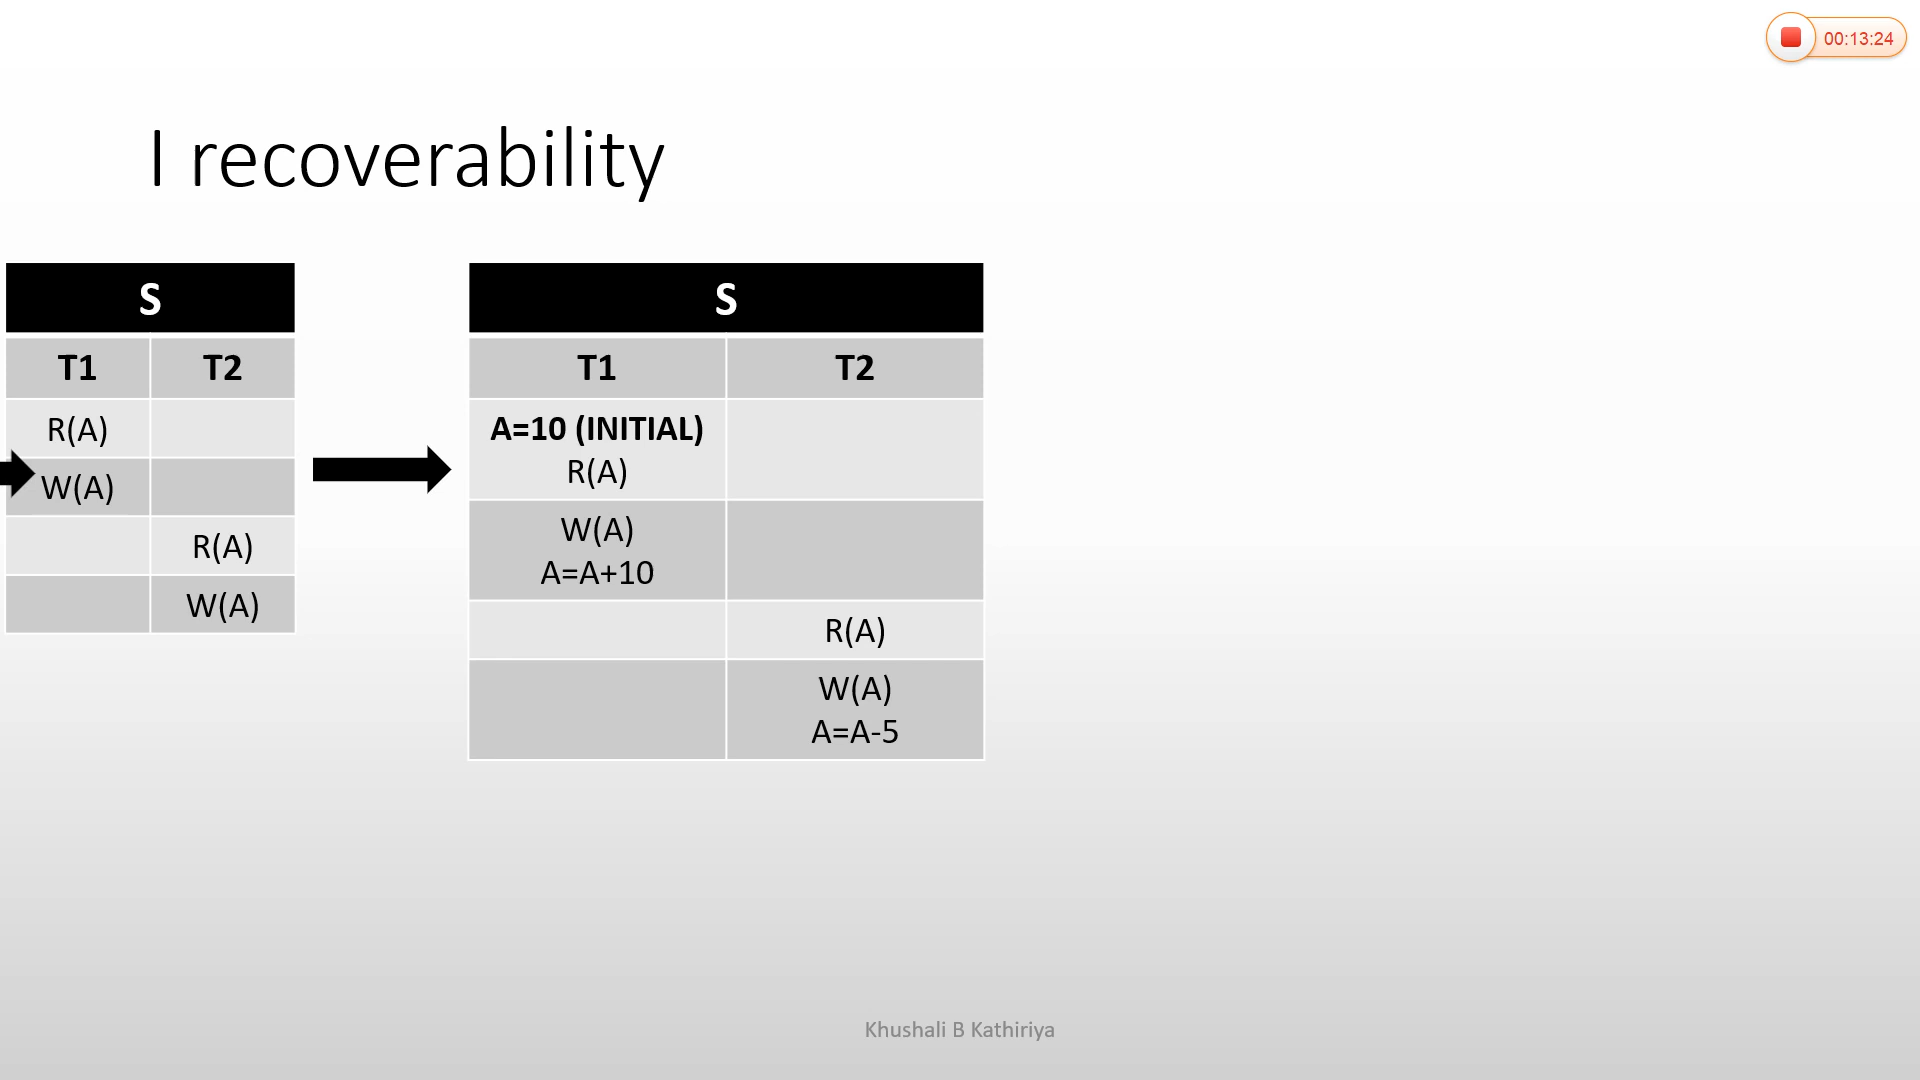 00:13:24
I recoverability
S
T1 T2
R(A)
W(A)
R(A)
W(A)
S
T1 T2
A=10 (INITIAL)
R(A)
W(A)
A=A+10
R(A)
W(A)
A=A-5
Khushali B Kathiriya